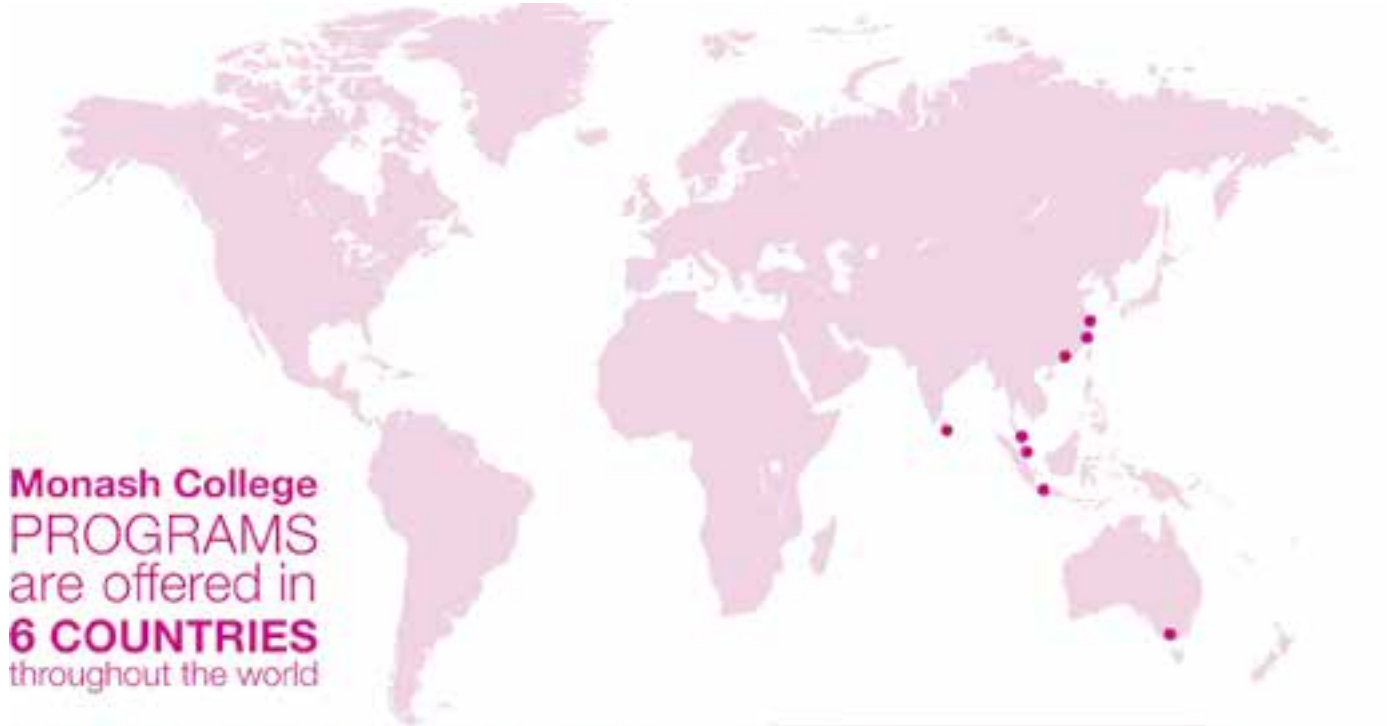 Monash College
PROGRAMS
are offered in
6 COUNTRIES
throughout the world